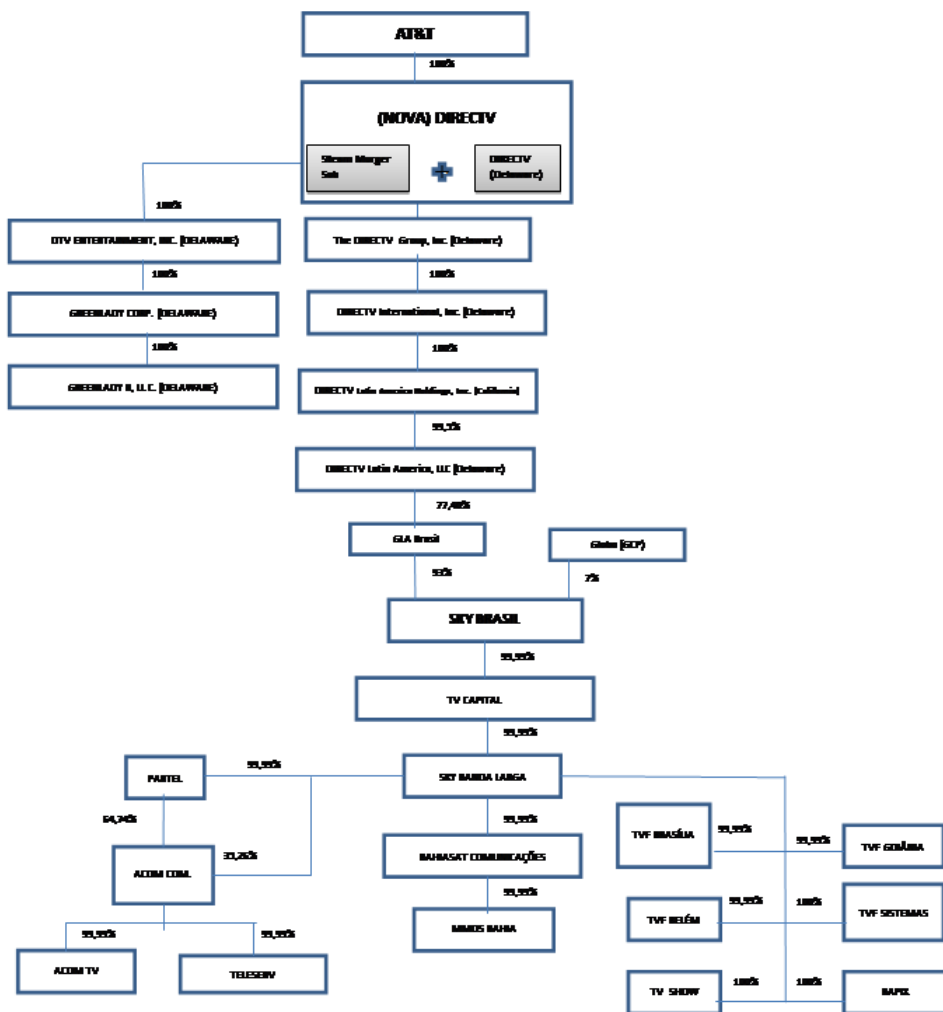 AT&T
100%
(NOVA) DIRECTV
Merger
Sub
DIRECTV
(Delaware)
100%
DTV ENTERTAINMENT, INC. (DELAWARE)
The DIRECTV Group, Inc. (Delaware)
100%
100%
GREENLADY CORP. (DELAWARE)
DIRECTV International, Inc. (Delaware)
100%
100%
GREENLADY II, LLC. (DELAWARE)
DIRECTV Latin America Holdings, Inc. (California)
DIRECTV Latin America, LLC (Delaware)
GLA Brasil
Globo (GCP)
93%
7%
SKY BRASIL
99,99%
TV CAPITAL
99,99%
PARTEL
99,99%
SKY BANDA LARGA
64,74%
99,99%
TVF BRASÍLIA
99,99%
99,99%
TVF GOIÂNIA
ACOM COM.
BAHIASAT COMUNICAÇÕES
99,99%
TVF BELÉM
99,99%
100%
TVF SISTEMAS
MMDS BAHIA
99,99%
99,99%
ACOM TV
TELESERV
TV SHOW
100%
100%